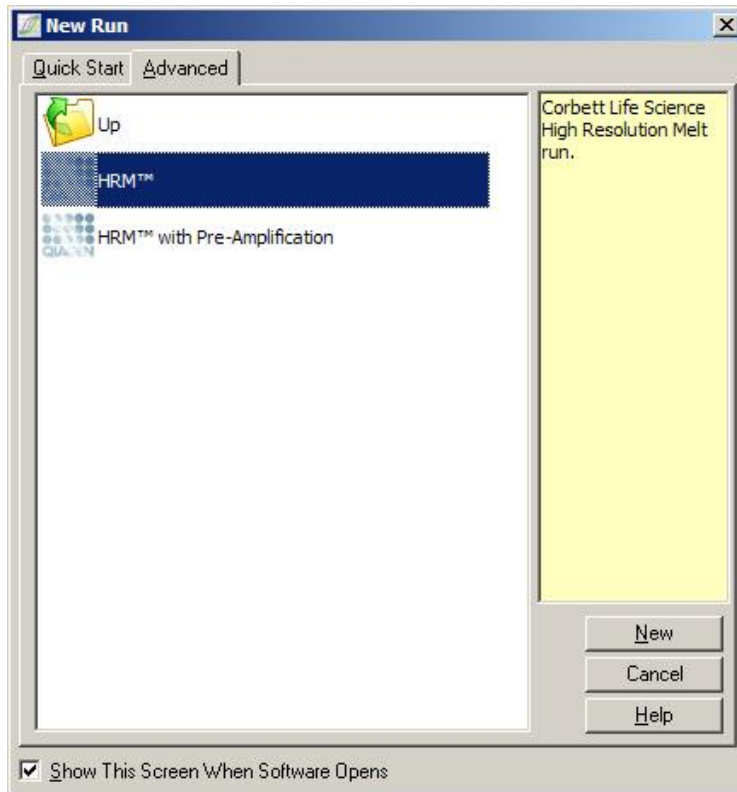 New Run
Quick Start
Advanced
Up
HRM™
HRM™ with Pre-Amplification
QIAGEN
Corbett Life Science
High Resolution Melt
run.
New
Cancel
Help
Show This Screen When Software Opens